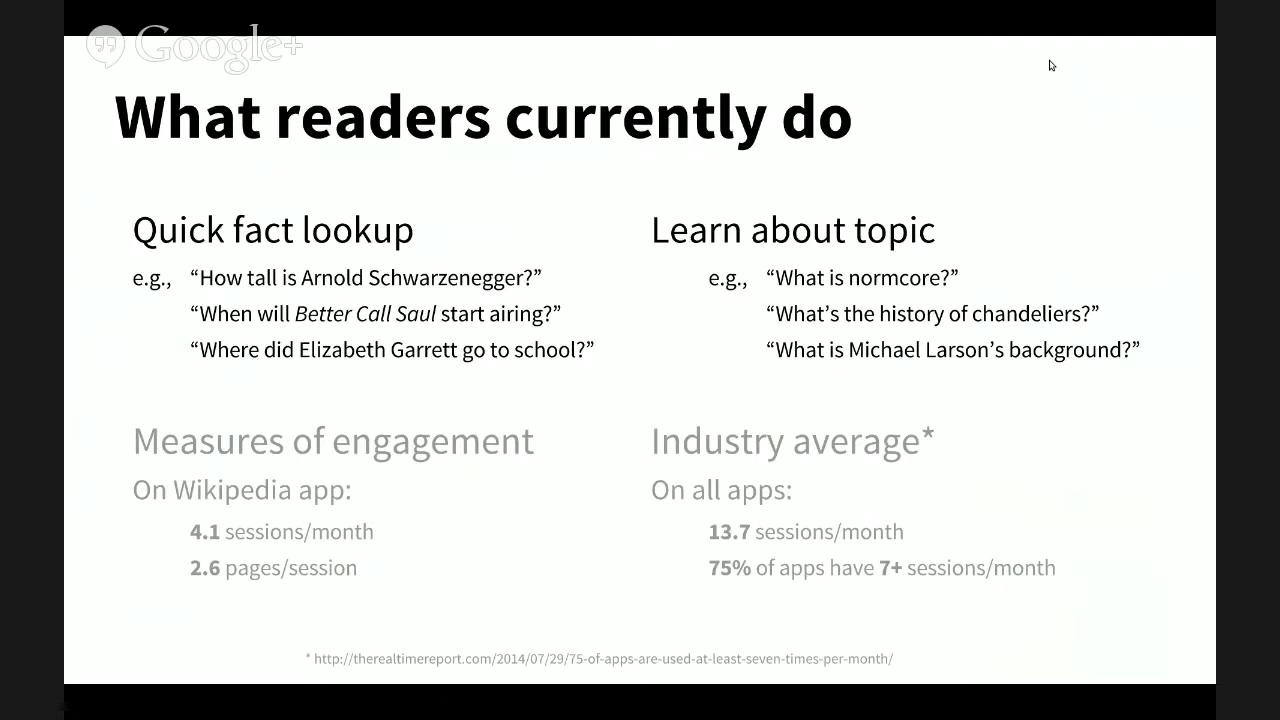 Google+
What readers currently do
Quick fact lookup
e.g., “How tall is Arnold Schwarzenegger?”
“When will Better Call Saul start airing?”
“Where did Elizabeth Garrett go to school?”
Learn about topic
e.g., “What is normcore?”
“What’s the history of chandeliers?”
“What is Michael Larson’s background?”
Measures of engagement
On Wikipedia app:
4.1 sessions/month
2.6 pages/session
Industry average*
On all apps:
13.7 sessions/month
75% of apps have 7+ sessions/month
* http://therealtimereport.com/2014/07/29/75-of-apps-are-used-at-least-seven-times-per-month/